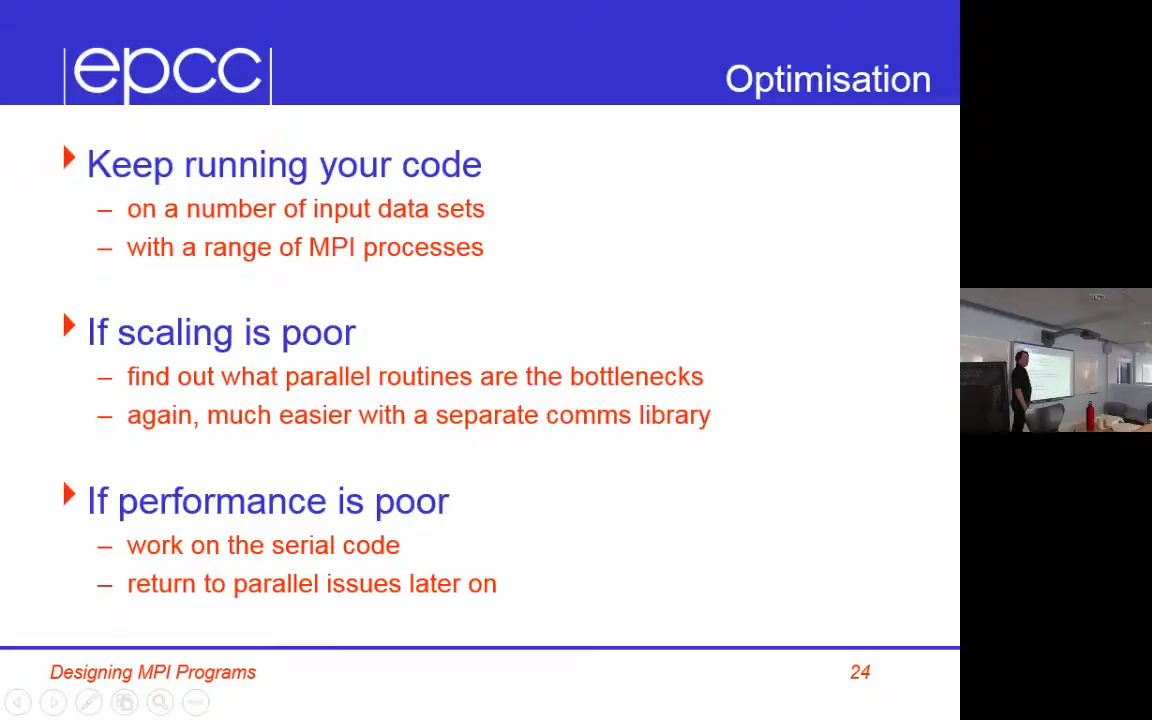 epcc
Optimisation
Keep running your code
– on a number of input data sets
– with a range of MPI processes
If scaling is poor
– find out what parallel routines are the bottlenecks
– again, much easier with a separate comms library
If performance is poor
– work on the serial code
– return to parallel issues later on
Designing MPI Programs
24